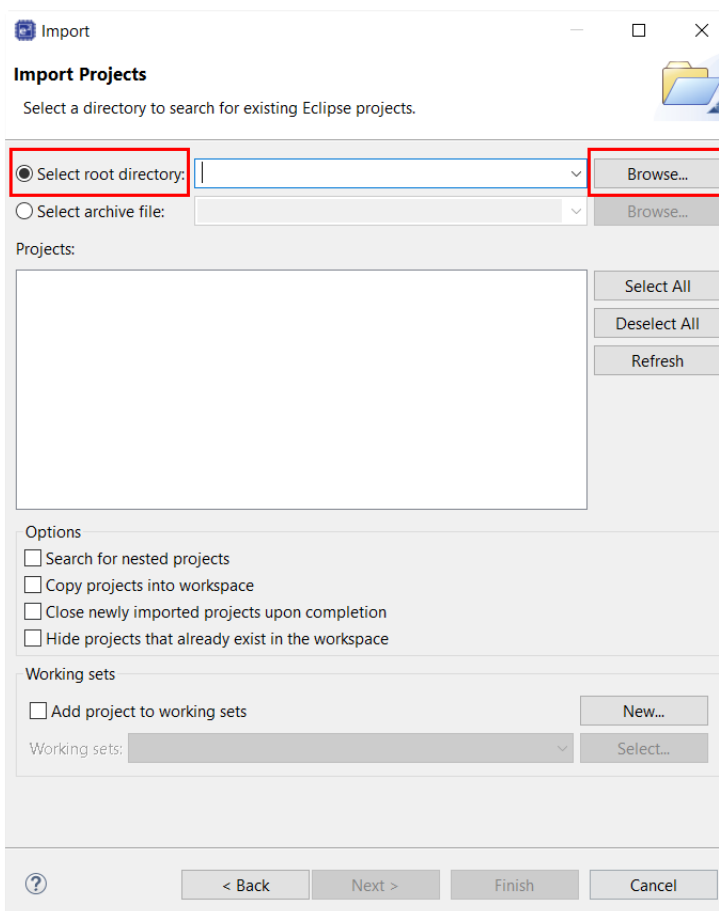 Import
Import Projects
Select a directory to search for existing Eclipse projects.
Select root directory: Browse...
Select archive file: Browse...
Projects:
Select All
Deselect All
Refresh
Options
Search for nested projects
Copy projects into workspace
Close newly imported projects upon completion
Hide projects that already exist in the workspace
Working sets
Add project to working sets New...
Working sets: Select...
? < Back Next > Finish Cancel